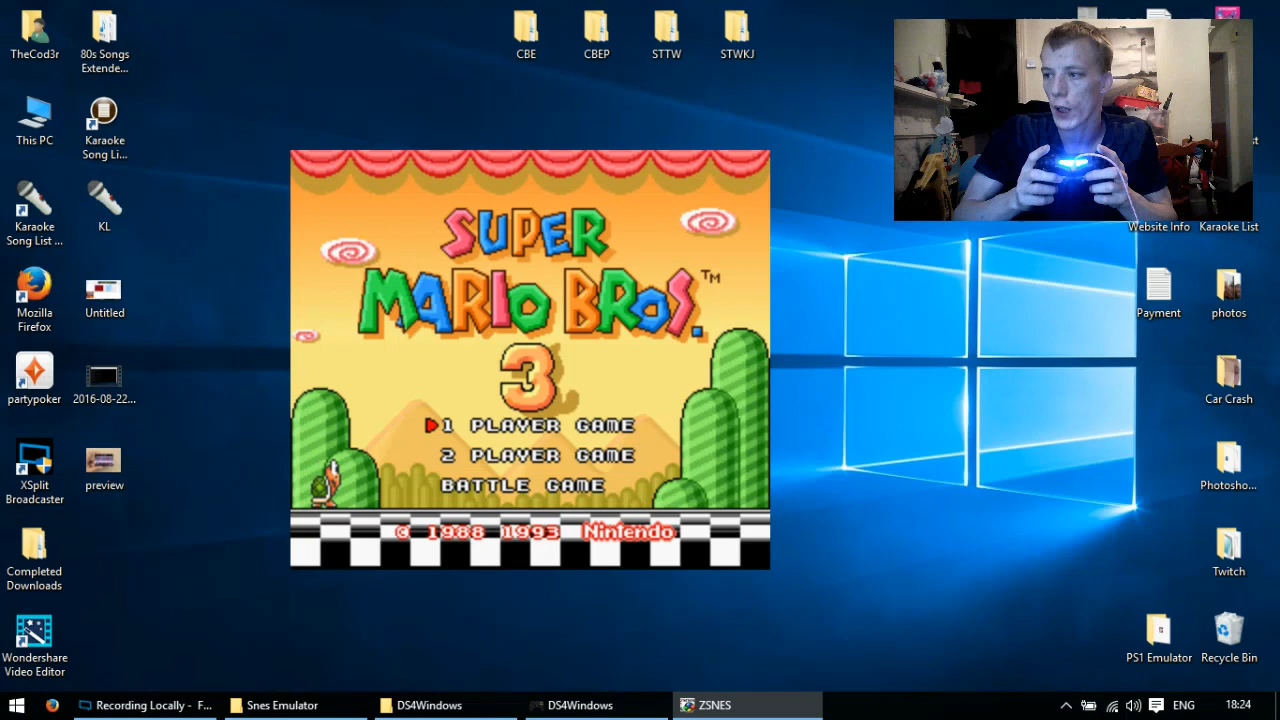 TheCod3r
80s Songs
Extende...
CBE
CBEP
STTW
STWKJ
This PC
Karaoke
Song Li...
Karaoke
Song List ...
KL
Website Info
Karaoke List
SUPER
MARIO BROS.™
3
1 PLAYER GAME
2 PLAYER GAME
BATTLE GAME
© 1988 1993 Nintendo
Mozilla
Firefox
Untitled
Payment
photos
partypoker
2016-08-22...
Car Crash
XSplit
Broadcaster
preview
Photosho...
Completed
Downloads
Twitch
Wondershare
Video Editor
PS1 Emulator
Recycle Bin
Recording Locally - F...
Snes Emulator
DS4Windows
DS4Windows
ZSNES
ENG
18:24